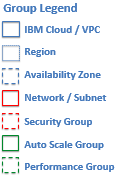 Group Legend
IBM Cloud / VPC
Region
Availability Zone
Network / Subnet
Security Group
Auto Scale Group
Performance Group